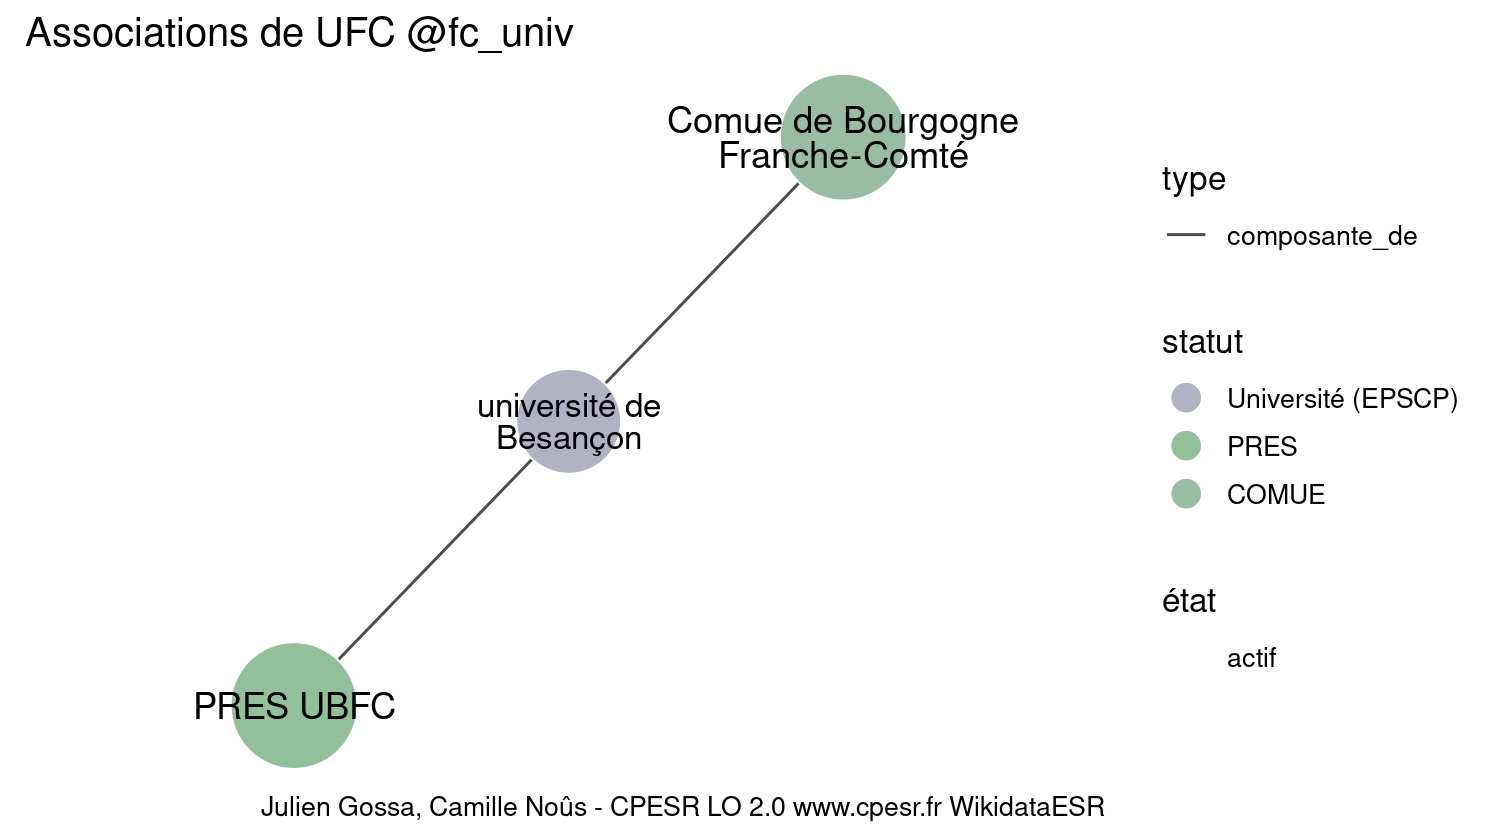 Associations de UFC @fc_univ
Comue de Bourgogne
Franche-Comté
université de
Besançon
PRES UBFC
type
composante_de
statut
Université (EPSCP)
PRES
COMUE
état
actif
Julien Gossa, Camille Noûs - CPESR LO 2.0 www.cpesr.fr WikidataESR